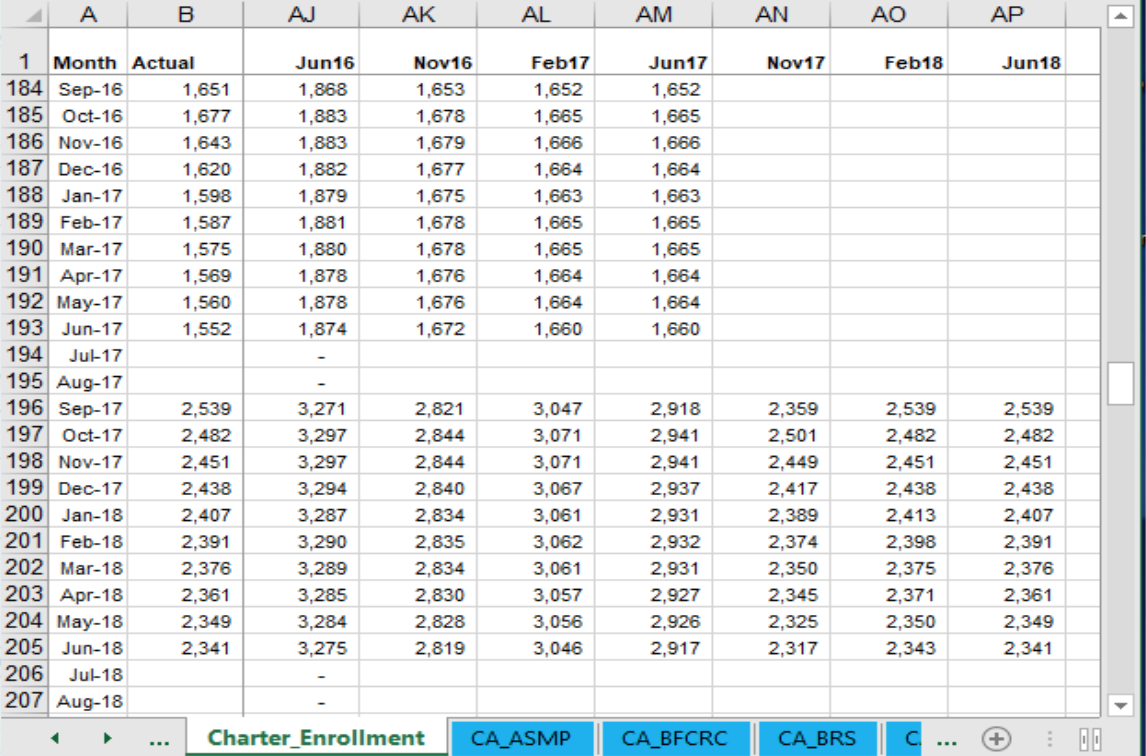 A B AJ AK AL AM AN AO AP
1 Month Actual Jun16 Nov16 Feb17 Jun17 Nov17 Feb18 Jun18
184 Sep-16 1,651 1,868 1,653 1,652 1,652
185 Oct-16 1,677 1,883 1,678 1,665 1,665
186 Nov-16 1,643 1,883 1,679 1,666 1,666
187 Dec-16 1,620 1,882 1,677 1,664 1,664
188 Jan-17 1,598 1,879 1,675 1,663 1,663
189 Feb-17 1,587 1,881 1,678 1,665 1,665
190 Mar-17 1,575 1,880 1,678 1,665 1,665
191 Apr-17 1,569 1,878 1,676 1,664 1,664
192 May-17 1,560 1,878 1,676 1,664 1,664
193 Jun-17 1,552 1,874 1,672 1,660 1,660
194 Jul-17 -
195 Aug-17 -
196 Sep-17 2,539 3,271 2,821 3,047 2,918 2,359 2,539 2,539
197 Oct-17 2,482 3,297 2,844 3,071 2,941 2,501 2,482 2,482
198 Nov-17 2,451 3,297 2,844 3,071 2,941 2,449 2,451 2,451
199 Dec-17 2,438 3,294 2,840 3,067 2,937 2,417 2,438 2,438
200 Jan-18 2,407 3,287 2,834 3,061 2,931 2,389 2,413 2,407
201 Feb-18 2,391 3,290 2,835 3,062 2,932 2,374 2,398 2,391
202 Mar-18 2,376 3,289 2,834 3,061 2,931 2,350 2,375 2,376
203 Apr-18 2,361 3,285 2,830 3,057 2,927 2,345 2,371 2,361
204 May-18 2,349 3,284 2,828 3,056 2,926 2,325 2,350 2,349
205 Jun-18 2,341 3,275 2,819 3,046 2,917 2,317 2,343 2,341
206 Jul-18 -
207 Aug-18 -
... Charter_Enrollment CA_ASMP CA_BFCRC CA_BRS C. ...